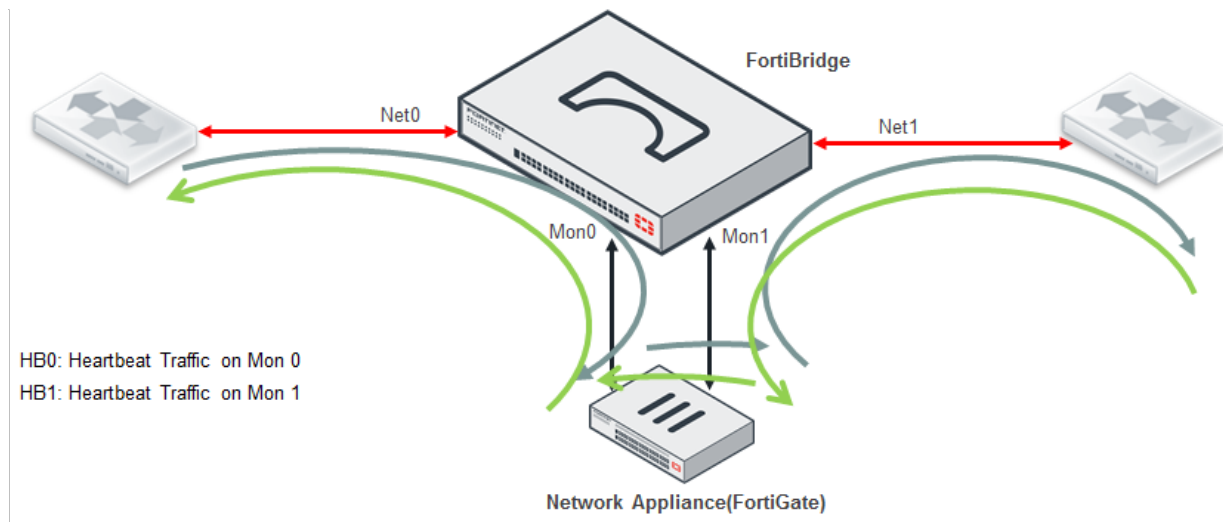 FortiBridge
Net0
Net1
FORTINET
Mon0
Mon1
HB0: Heartbeat Traffic on Mon 0
HB1: Heartbeat Traffic on Mon 1
Network Appliance(FortiGate)